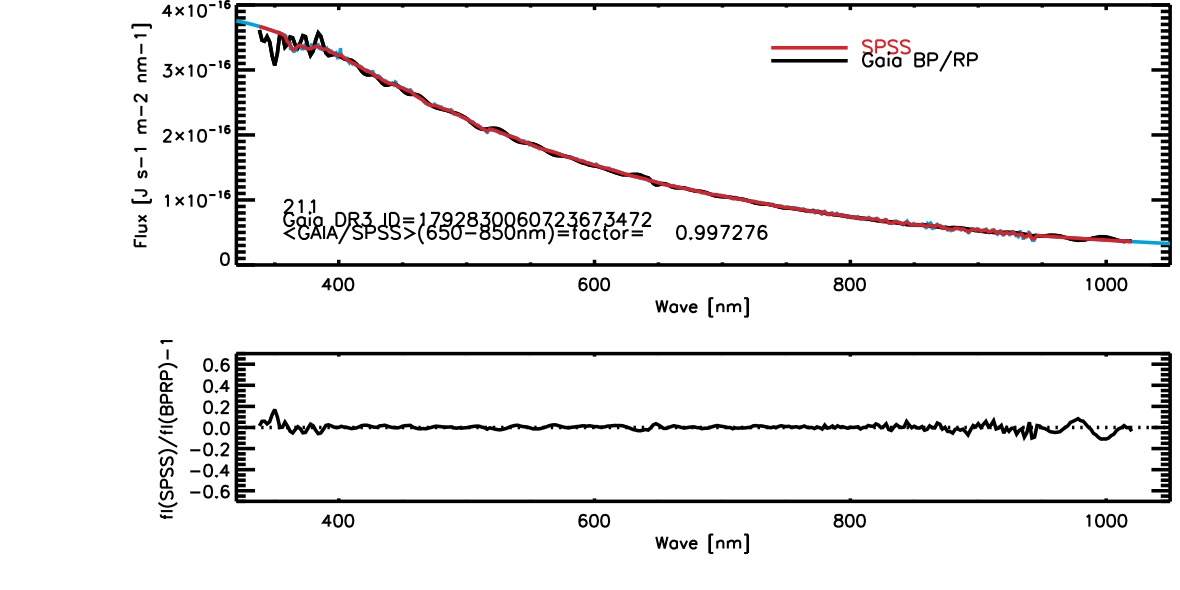 4×10−16
3×10−16
2×10−16
1×10−16
0
Flux [J s−1 m−2 nm−1]
SPSS
Gaia BP/RP
211
Gaia DR3 ID=1792830060723673472
<GAIA/SPSS>(650−850nm)=factor= 0.997276
400 600 800 1000
Wave [nm]
0.6
0.4
0.2
0.0
−0.2
−0.4
−0.6
fl(SPSS)/fl(BPRP)−1
400 600 800 1000
Wave [nm]